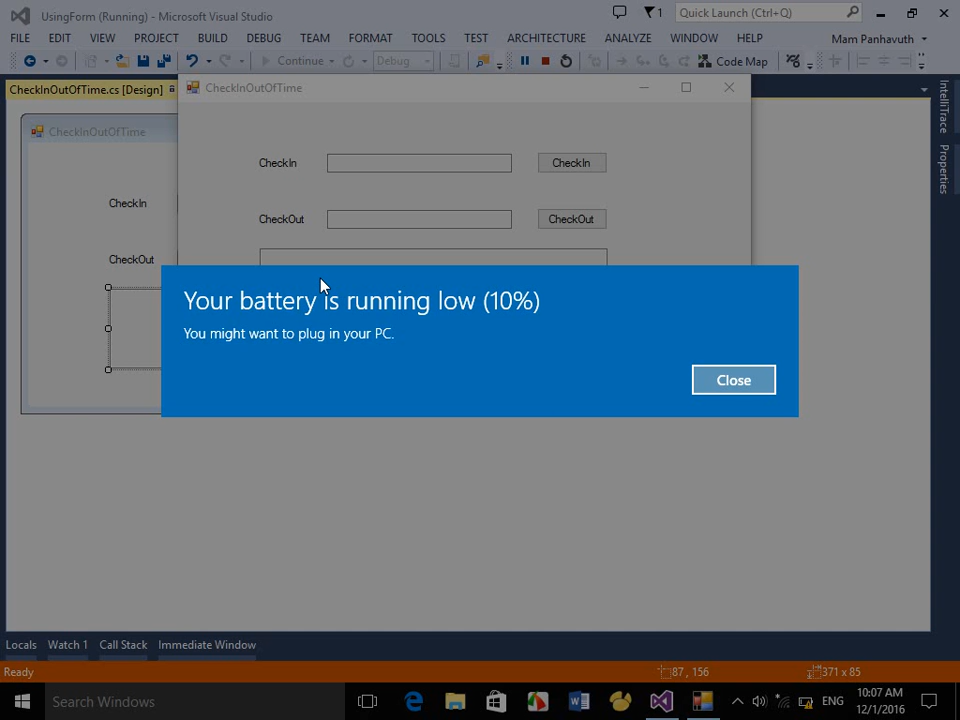 UsingForm (Running) - Microsoft Visual Studio
1
Quick Launch (Ctrl+Q)
FILE EDIT VIEW PROJECT BUILD DEBUG TEAM FORMAT TOOLS TEST ARCHITECTURE ANALYZE WINDOW HELP Mam Panhavuth
Continue Debug Code Map
CheckInOutOfTime.cs [Design]
CheckInOutOfTime
CheckInOutOfTime
CheckIn
CheckIn
CheckOut
CheckOut
CheckIn
CheckOut
IntelliTrace
Properties
Your battery is running low (10%)
You might want to plug in your PC.
Close
Locals Watch 1 Call Stack Immediate Window
Ready 87 , 156 371 x 85
Search Windows
ENG
10:07 AM
12/1/2016